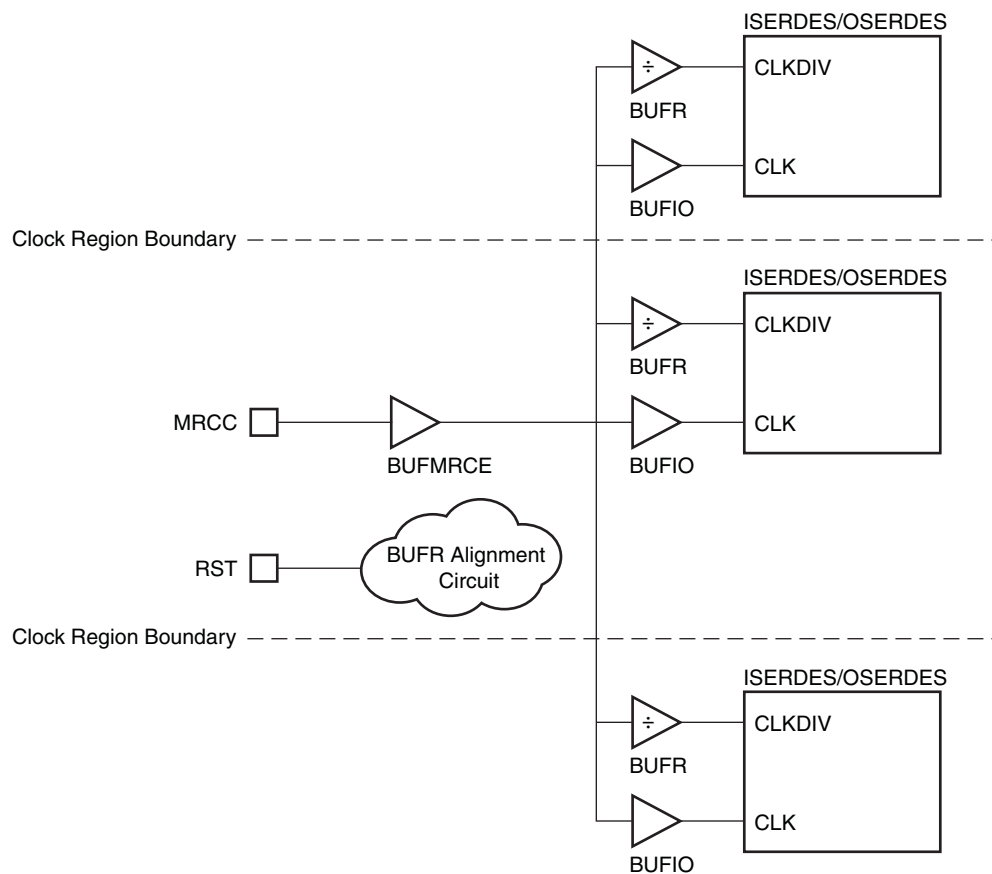 ISERDES/OSERDES
÷
CLKDIV
BUFR
CLK
BUFIO
Clock Region Boundary
ISERDES/OSERDES
÷
CLKDIV
BUFR
MRCC
CLK
BUFMRCE
BUFIO
RST
BUFR Alignment
Circuit
Clock Region Boundary
ISERDES/OSERDES
÷
CLKDIV
BUFR
CLK
BUFIO